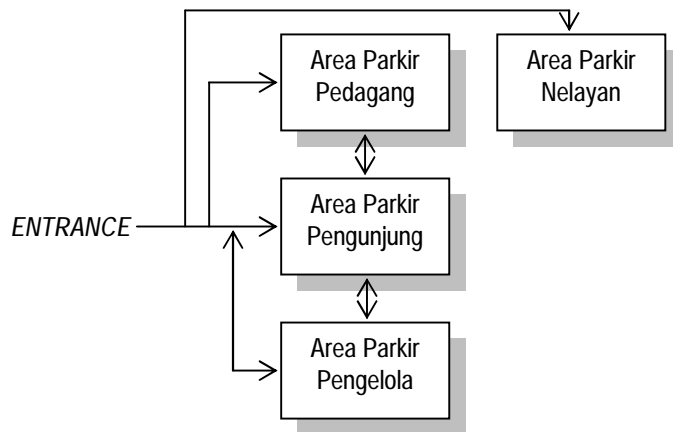 Area Parkir
Pedagang
Area Parkir
Nelayan
ENTRANCE
Area Parkir
Pengunjung
Area Parkir
Pengelola